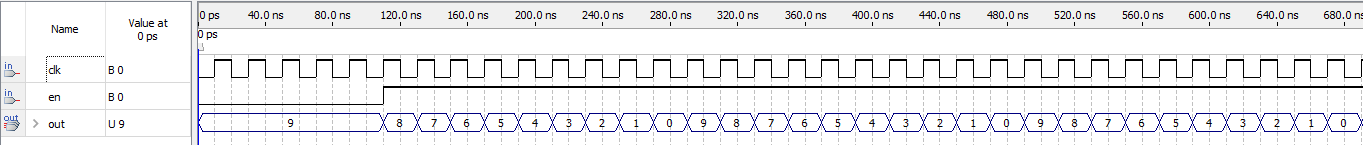 Name Value at 0 ps 0 ps 40.0 ns 80.0 ns 120.0 ns 160.0 ns 200.0 ns 240.0 ns 280.0 ns 320.0 ns 360.0 ns 400.0 ns 440.0 ns 480.0 ns 520.0 ns 560.0 ns 600.0 ns 640.0 ns 680.0 ns
0 ps
in clk B 0
in en B 0
out out U 9 9 8 7 6 5 4 3 2 1 0 9 8 7 6 5 4 3 2 1 0 9 8 7 6 5 4 3 2 1 0